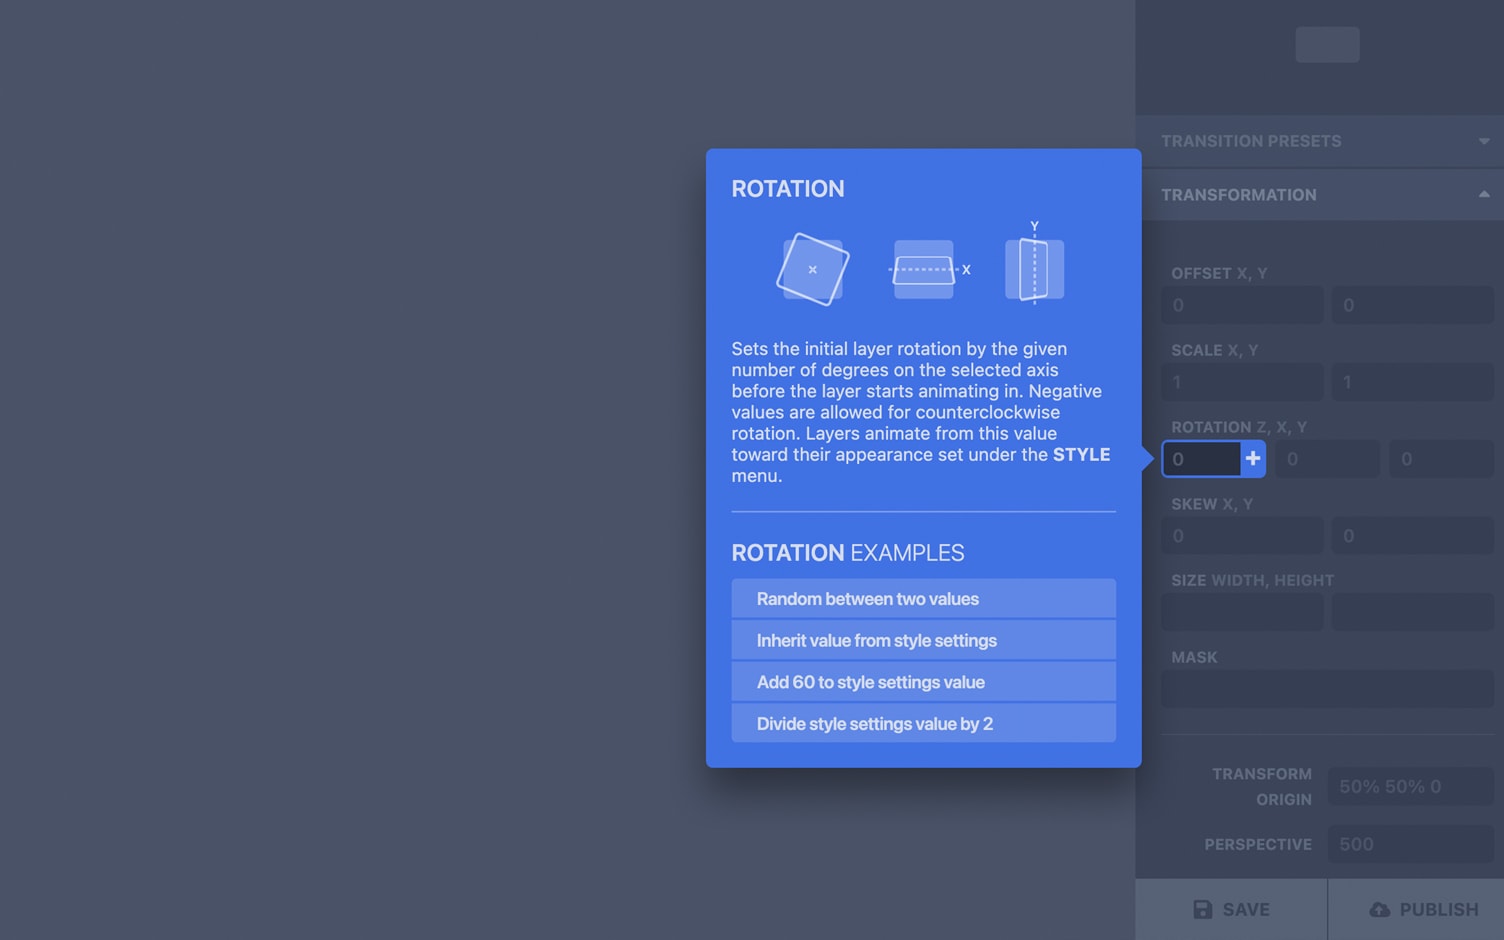 TRANSITION PRESETS
ROTATION
TRANSFORMATION
Y
X
×
Sets the initial layer rotation by the given
number of degrees on the selected axis
before the layer starts animating in. Negative
values are allowed for counterclockwise
rotation. Layers animate from this value
toward their appearance set under the STYLE
menu.
ROTATION EXAMPLES
Random between two values
Inherit value from style settings
Add 60 to style settings value
Divide style settings value by 2
OFFSET X, Y
0 0
SCALE X, Y
1 1
ROTATION Z, X, Y
0 + 0 0
SKEW X, Y
0 0
SIZE WIDTH, HEIGHT
MASK
TRANSFORM
ORIGIN
50% 50% 0
PERSPECTIVE 500
SAVE PUBLISH